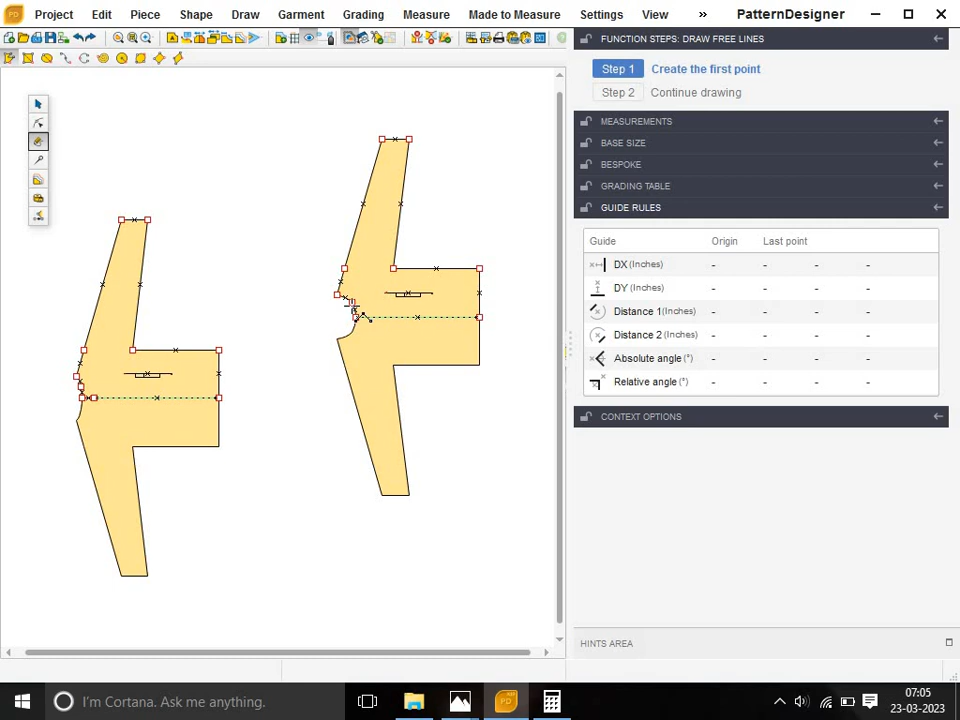 Project Edit Piece Shape Draw Garment Grading Measure Made to Measure Settings View » PatternDesigner
FUNCTION STEPS: DRAW FREE LINES
Step 1 Create the first point
Step 2 Continue drawing
MEASUREMENTS
BASE SIZE
BESPOKE
GRADING TABLE
GUIDE RULES
Guide Origin Last point
DX (Inches) - - - -
DY (Inches) - - - -
Distance 1 (Inches) - - - -
Distance 2 (Inches) - - - -
Absolute angle (°) - - - -
Relative angle (°) - - - -
CONTEXT OPTIONS
HINTS AREA
I'm Cortana. Ask me anything.
07:05
23-03-2023